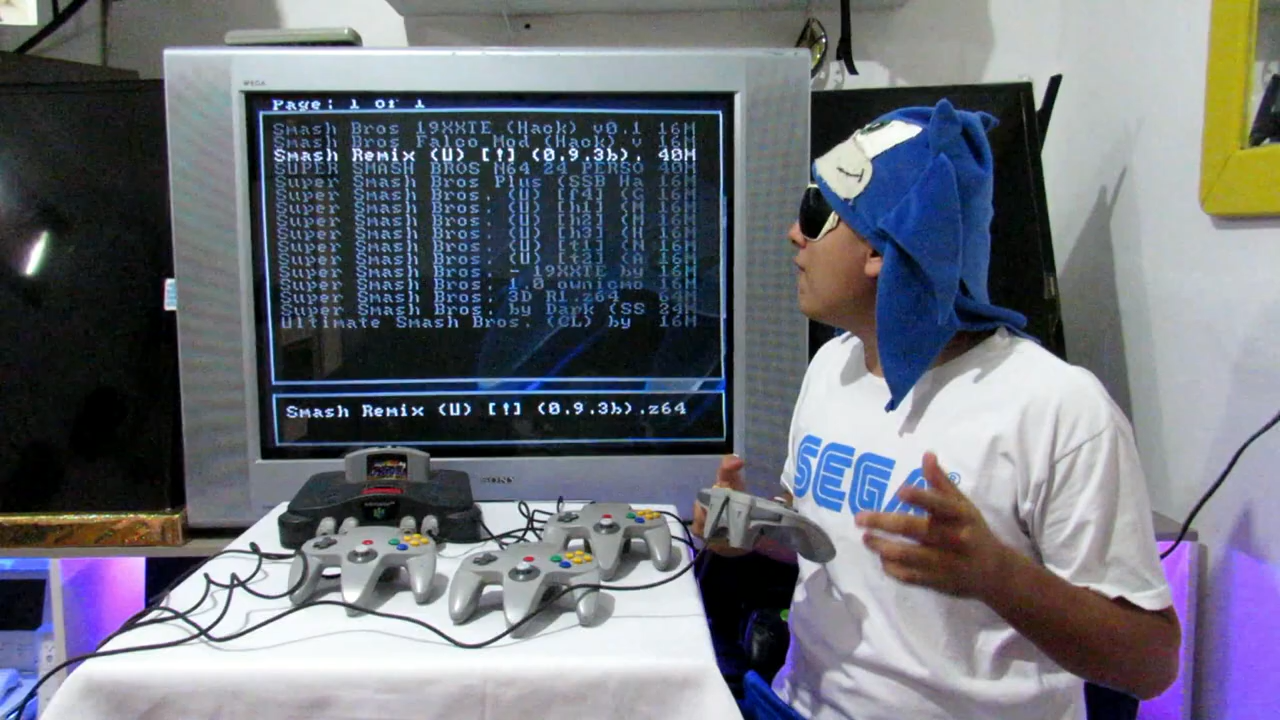 WEGA
Page: 1 of 1
Smash Bros 19XXTE (Hack) v0.1 16M
Smash Bros Falco Mod (Hack) v 16M
Smash Remix (U) [!] (0.9.3b). 40M
SUPER SMASH BROS N64 24 PERSO 40M
Super Smash Bros Plus (SSB Ha 16M
Super Smash Bros. (U) [f4] (G 16M
Super Smash Bros. (U) [h1] (M 16M
Super Smash Bros. (U) [h2] (M 16M
Super Smash Bros. (U) [h3] (H 16M
Super Smash Bros. (U) [t1] (N 16M
Super Smash Bros. (U) [t2] (A 16M
Super Smash Bros. - 19XXTE by 16M
Super Smash Bros. 1.0 ownicmo 16M
Super Smash Bros. 3D R1.z64 64M
Super Smash Bros. by Dark (SS 24M
Ultimate Smash Bros. (CL) by 16M
Smash Remix (U) [!] (0.9.3b).z64
SONY
SEGA®